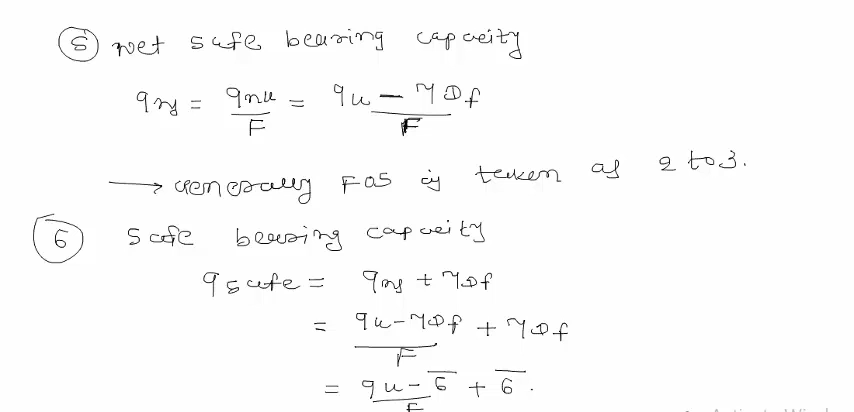 ⑤ net safe bearing capacity
qns = qnu/F = (qu - γDf)/F
→ Generally FOS is taken as 2 to 3.
⑥ safe bearing capacity
qsafe = qns + γDf
= (qu - γDf)/F + γDf
= (qu - σ̅)/F + σ̅.